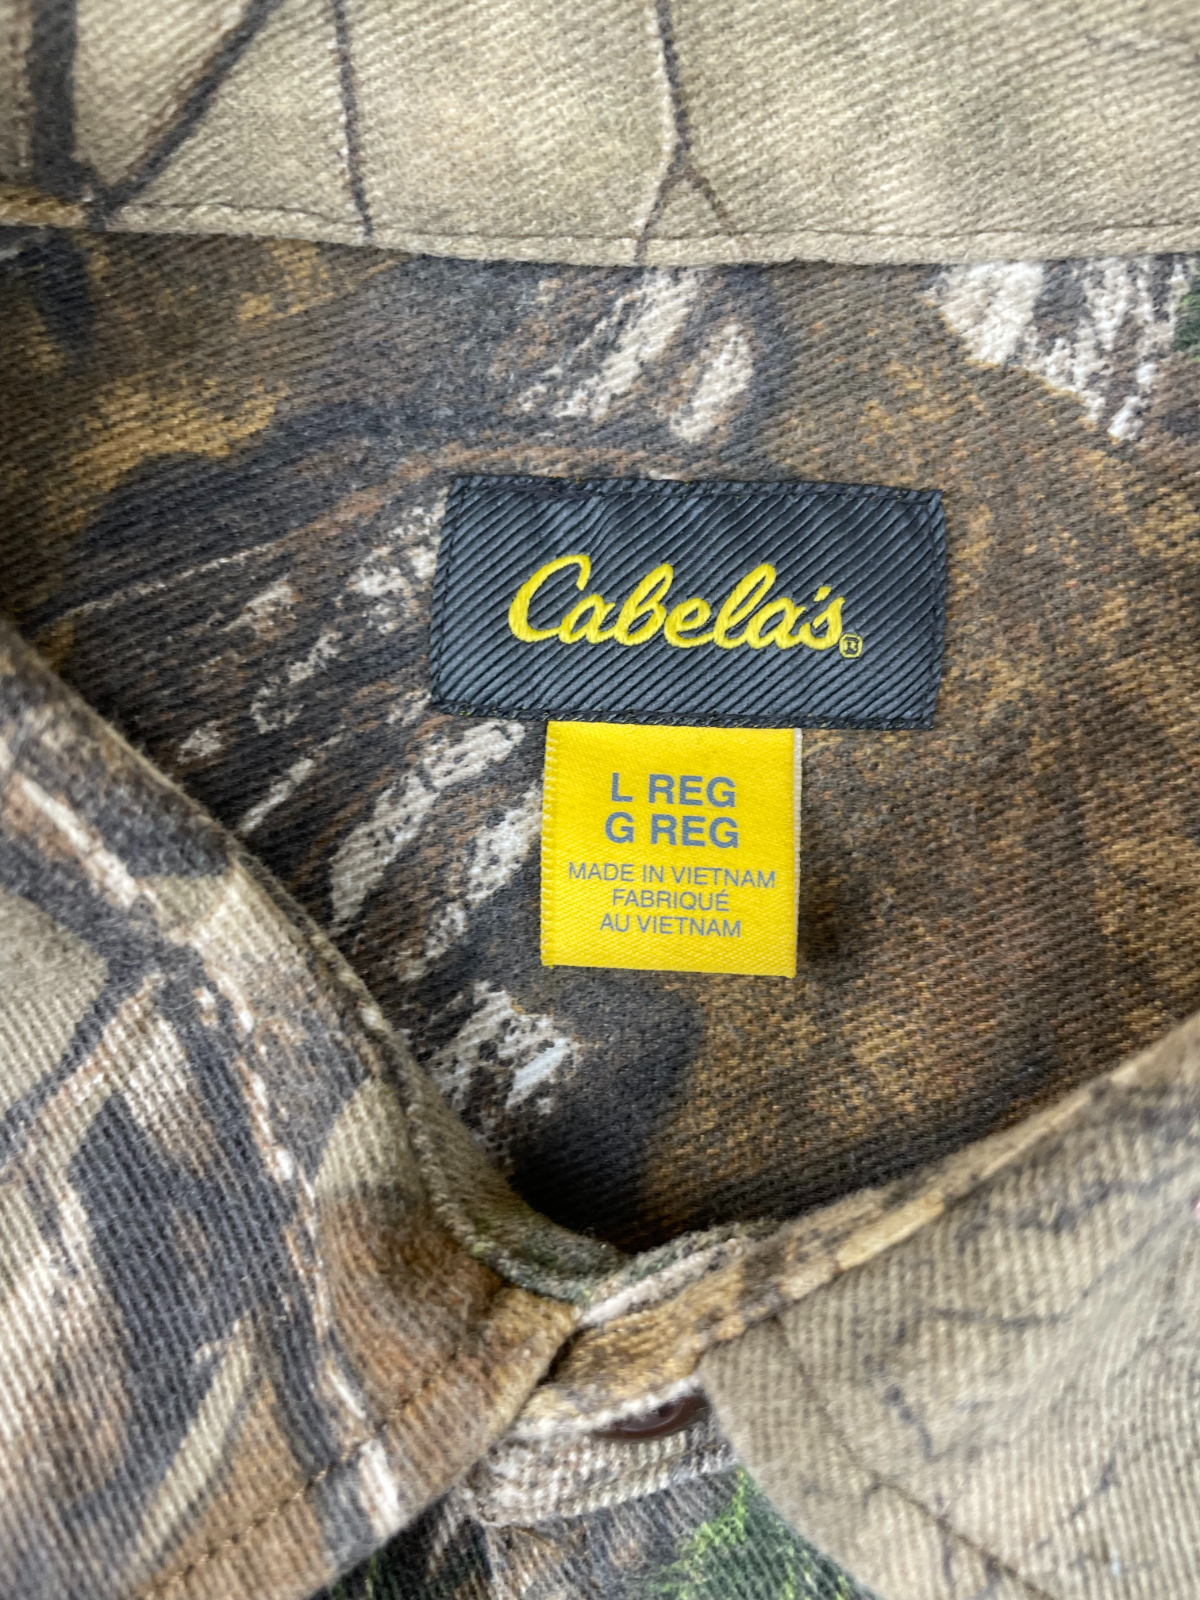 Cabela's®
L REG
G REG
MADE IN VIETNAM
FABRIQUÉ
AU VIETNAM